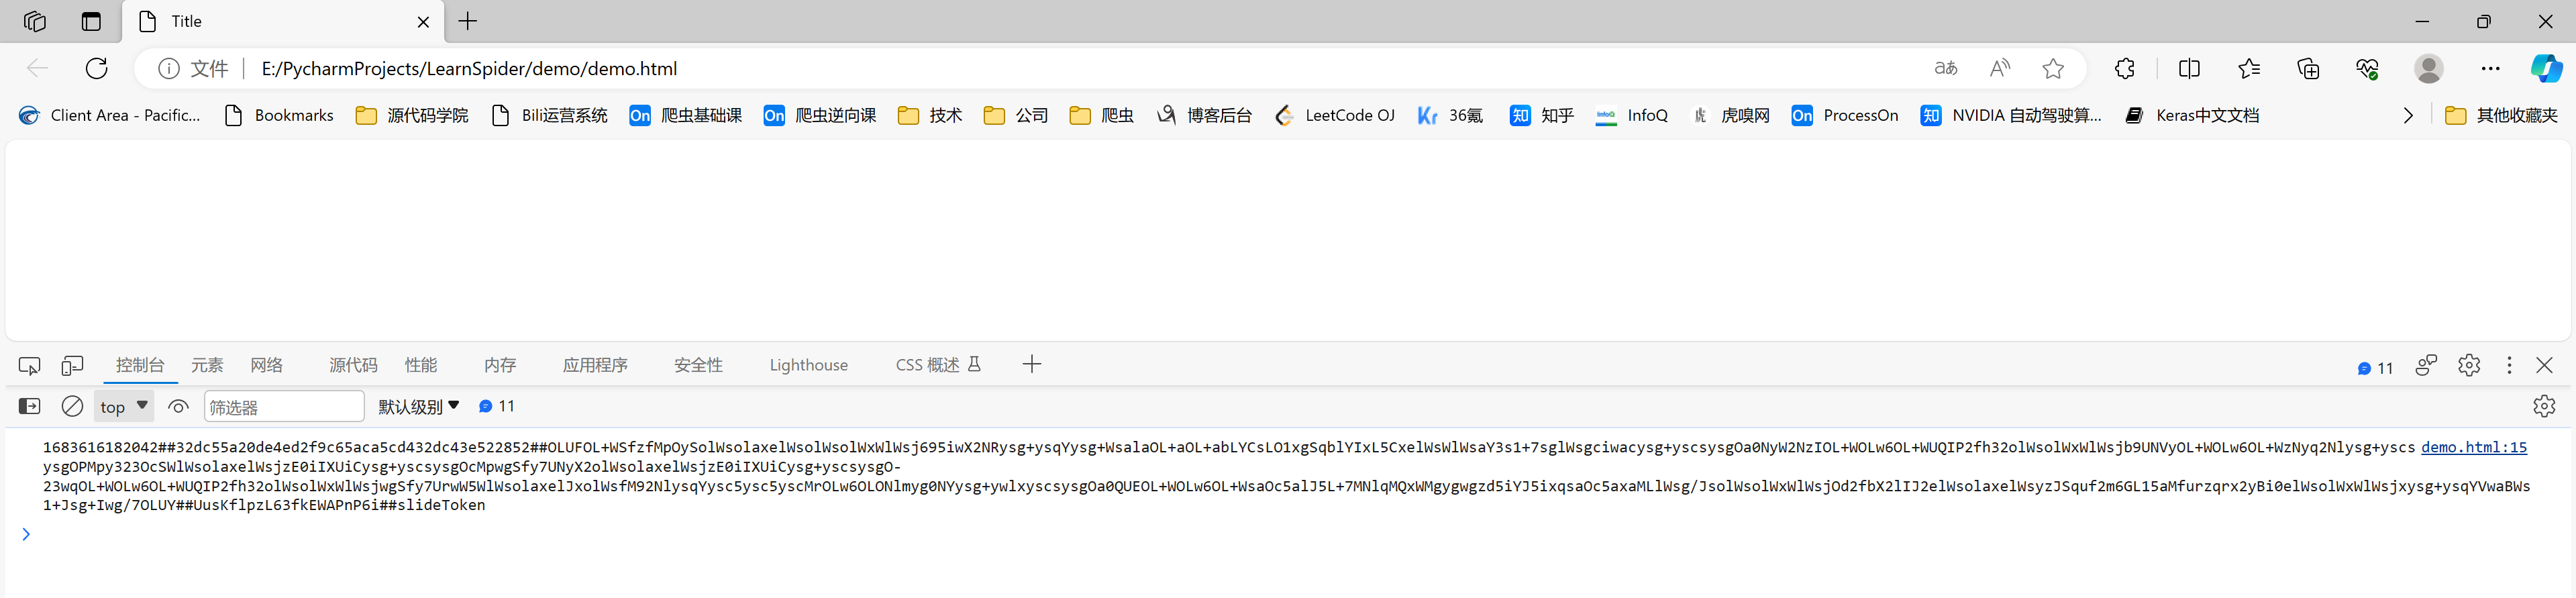 Title
文件 E:/PycharmProjects/LearnSpider/demo/demo.html
Client Area - Pacific... Bookmarks 源代码学院 Bili运营系统 爬虫基础课 爬虫逆向课 技术 公司 爬虫 博客后台 LeetCode OJ 36氪 知乎 InfoQ 虎嗅网 ProcessOn NVIDIA 自动驾驶算... Keras中文文档 其他收藏夹
控制台 元素 网络 源代码 性能 内存 应用程序 安全性 Lighthouse CSS 概述 11
top 筛选器 默认级别 11
1683616182042##32dc55a20de4ed2f9c65aca5cd432dc43e522852##OLUFOL+WSfzfMpOySolWsolaxelWsolWsolWxWlWsj695iwX2NRysg+ysqYysg+WsalaOL+aOL+abLYCsLO1xgSqblYIxL5CxelWsWlWsaY3s1+7sglWsgciwacysg+yscsysgOa0NyW2NzIOL+WOLw6OL+WUQIP2fh32olWsolWxWlWsjb9UNVyOL+WOLw6OL+WzNyq2Nlysg+yscs demo.html:15
ysgOPMpy323OcSWlWsolaxelWsjzE0iIXUiCysg+yscsysgOcMpwgSfy7UNyX2olWsolaxelWsjzE0iIXUiCysg+yscsysgO-
23wqOL+WOLw6OL+WUQIP2fh32olWsolWxWlWsjwgSfy7UrwW5WlWsolaxelJxolWsfM92NlysqYysc5ysc5yscMrOLw6OLONlmyg0NYysg+ywlxyscsysgOa0QUEOL+WOLw6OL+WsaOc5alJ5L+7MNlqMQxWMgygwgzd5iYJ5ixqsaOc5axaMLlWsg/JsolWsolWxWlWsjOd2fbX2lIJ2elWsolaxelWsyzJSquf2m6GL15aMfurzqrx2yBi0elWsolWxWlWsjxysg+ysqYVwaBWs
1+Jsg+Iwg/7OLUY##UusKflpzL63fkEWAPnP6i##slideToken